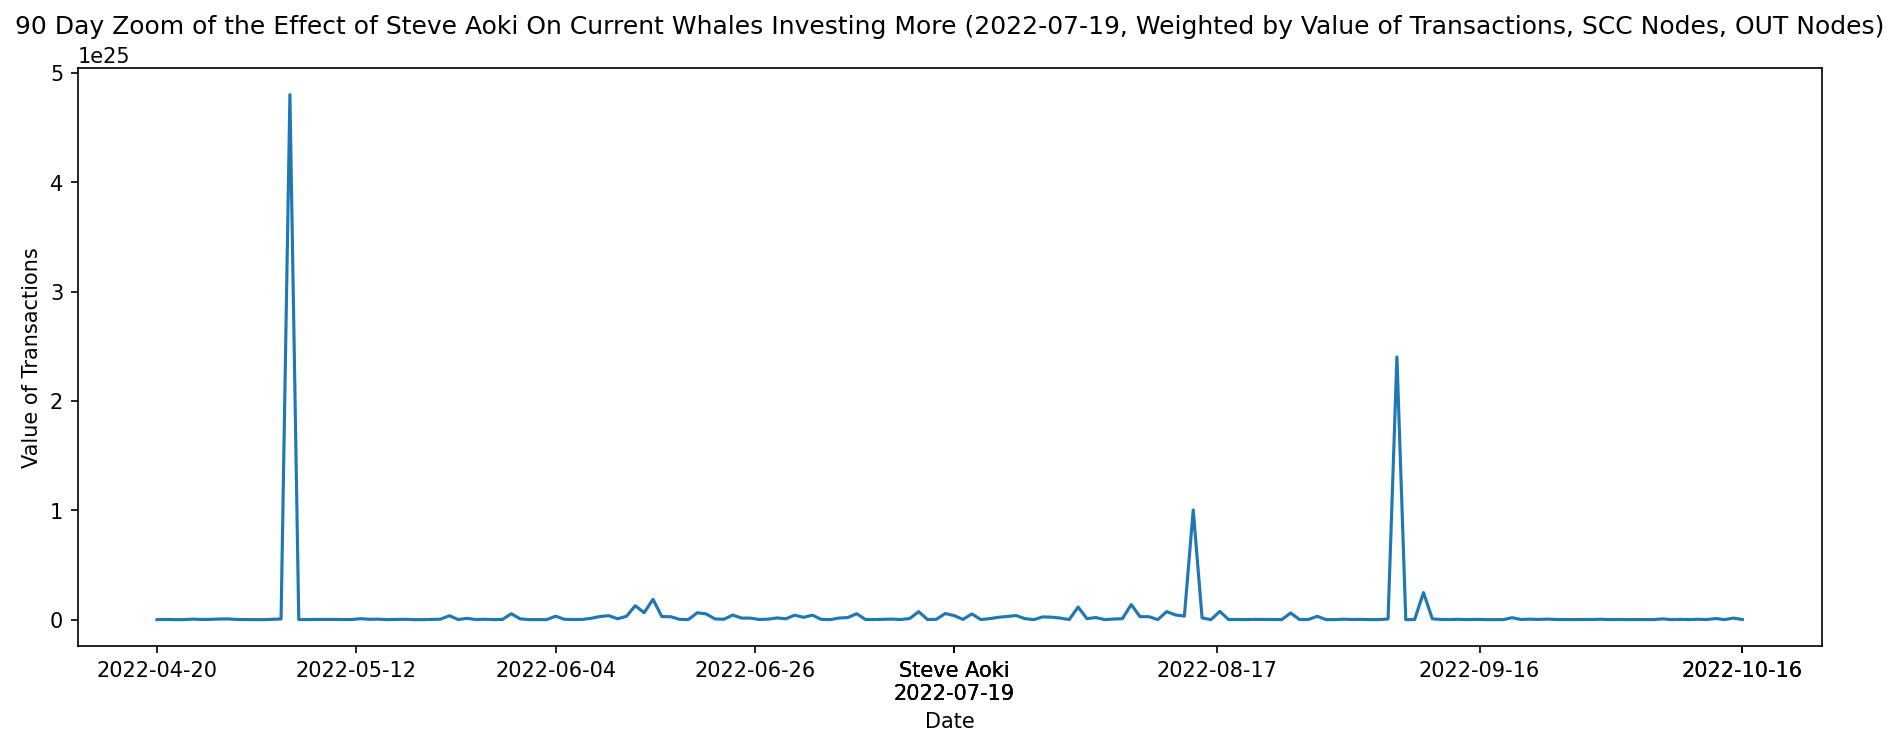 90 Day Zoom of the Effect of Steve Aoki On Current Whales Investing More (2022-07-19, Weighted by Value of Transactions, SCC Nodes, OUT Nodes)
1e25
5
4
3
2
1
0
Value of Transactions
2022-04-20
2022-05-12
2022-06-04
2022-06-26
Steve Aoki
2022-07-19
2022-08-17
2022-09-16
2022-10-16
Date